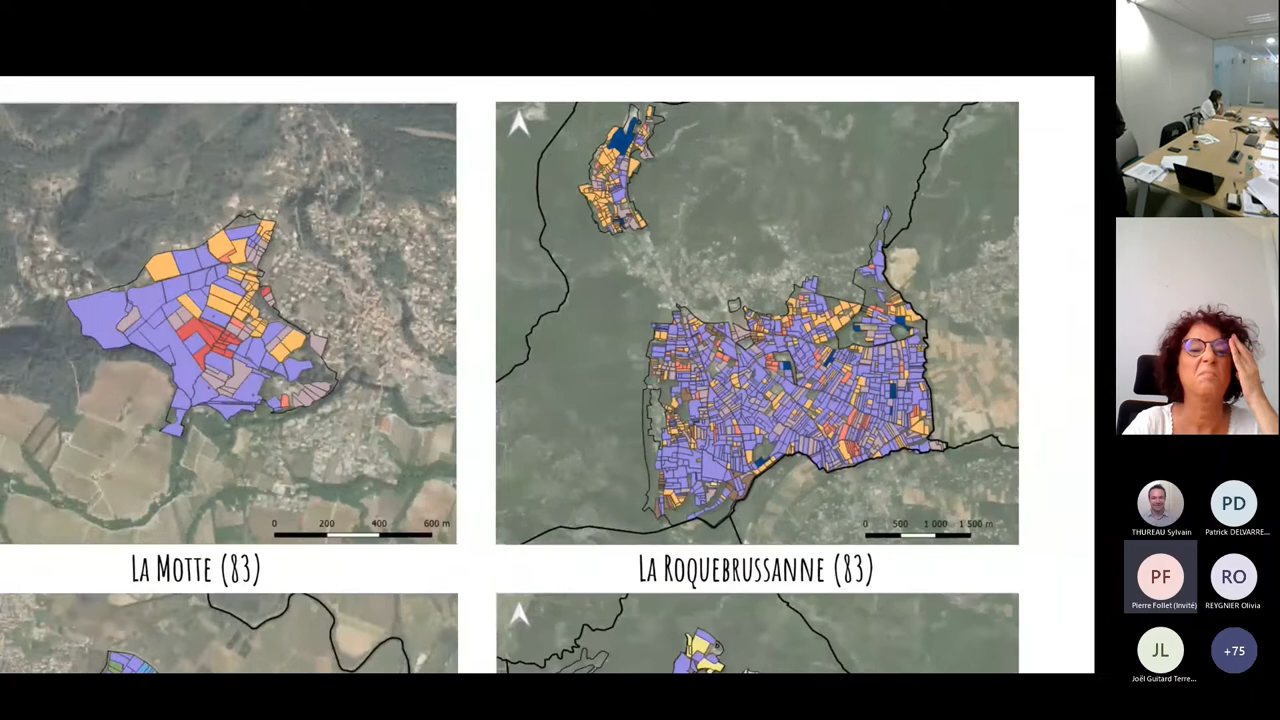 0 200 400 600 m
0 500 1 000 1 500 m
La Motte (83)
La Roquebrussanne (83)
THUREAU Sylvain
PD
Patrick DELVARRE...
PF
Pierre Follet (Invité)
RO
REYGNIER Olivia
JL
Joël Guitard Terre...
+75